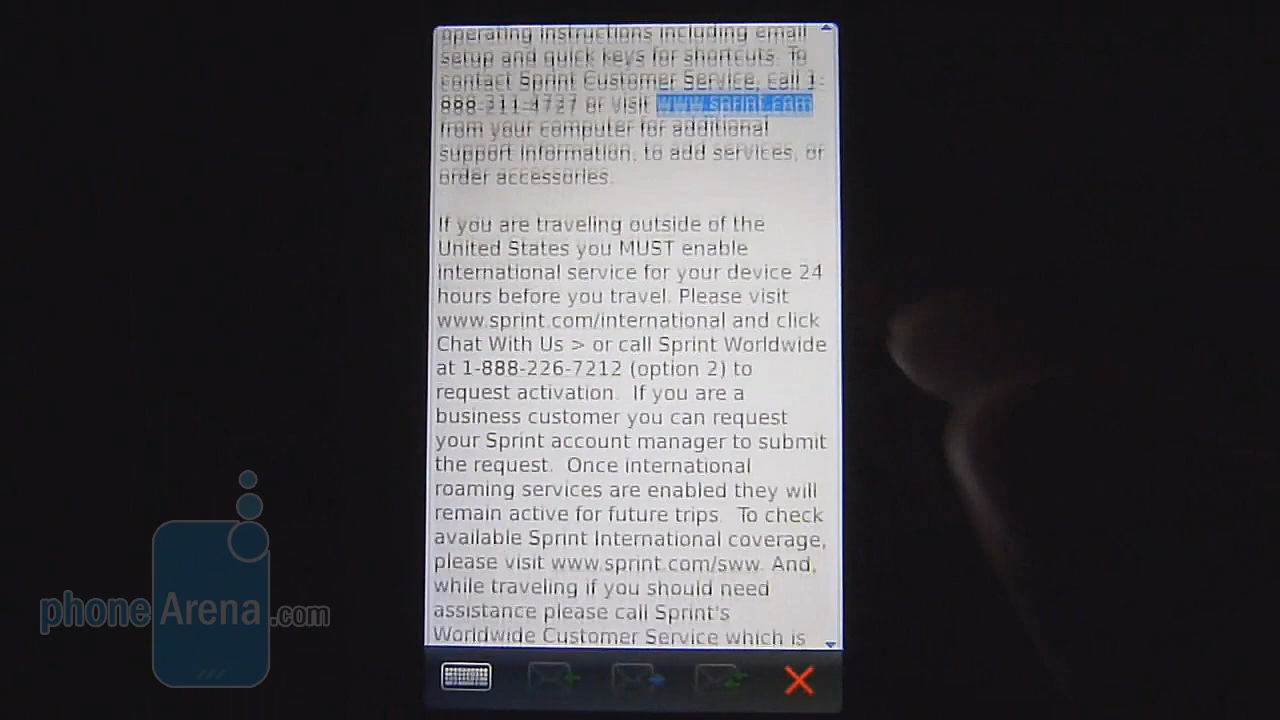 operating instructions including email
setup and quick keys for shortcuts. To
contact Sprint Customer Service, call 1-
888-211-4727 or visit www.sprint.com
from your computer for additional
support information, to add services, or
order accessories.
If you are traveling outside of the
United States you MUST enable
international service for your device 24
hours before you travel. Please visit
www.sprint.com/international and click
Chat With Us > or call Sprint Worldwide
at 1-888-226-7212 (option 2) to
request activation.  If you are a
business customer you can request
your Sprint account manager to submit
the request.  Once international
roaming services are enabled they will
remain active for future trips.  To check
available Sprint International coverage,
please visit www.sprint.com/sww. And,
while traveling if you should need
assistance please call Sprint's
Worldwide Customer Service which is
phoneArena.com